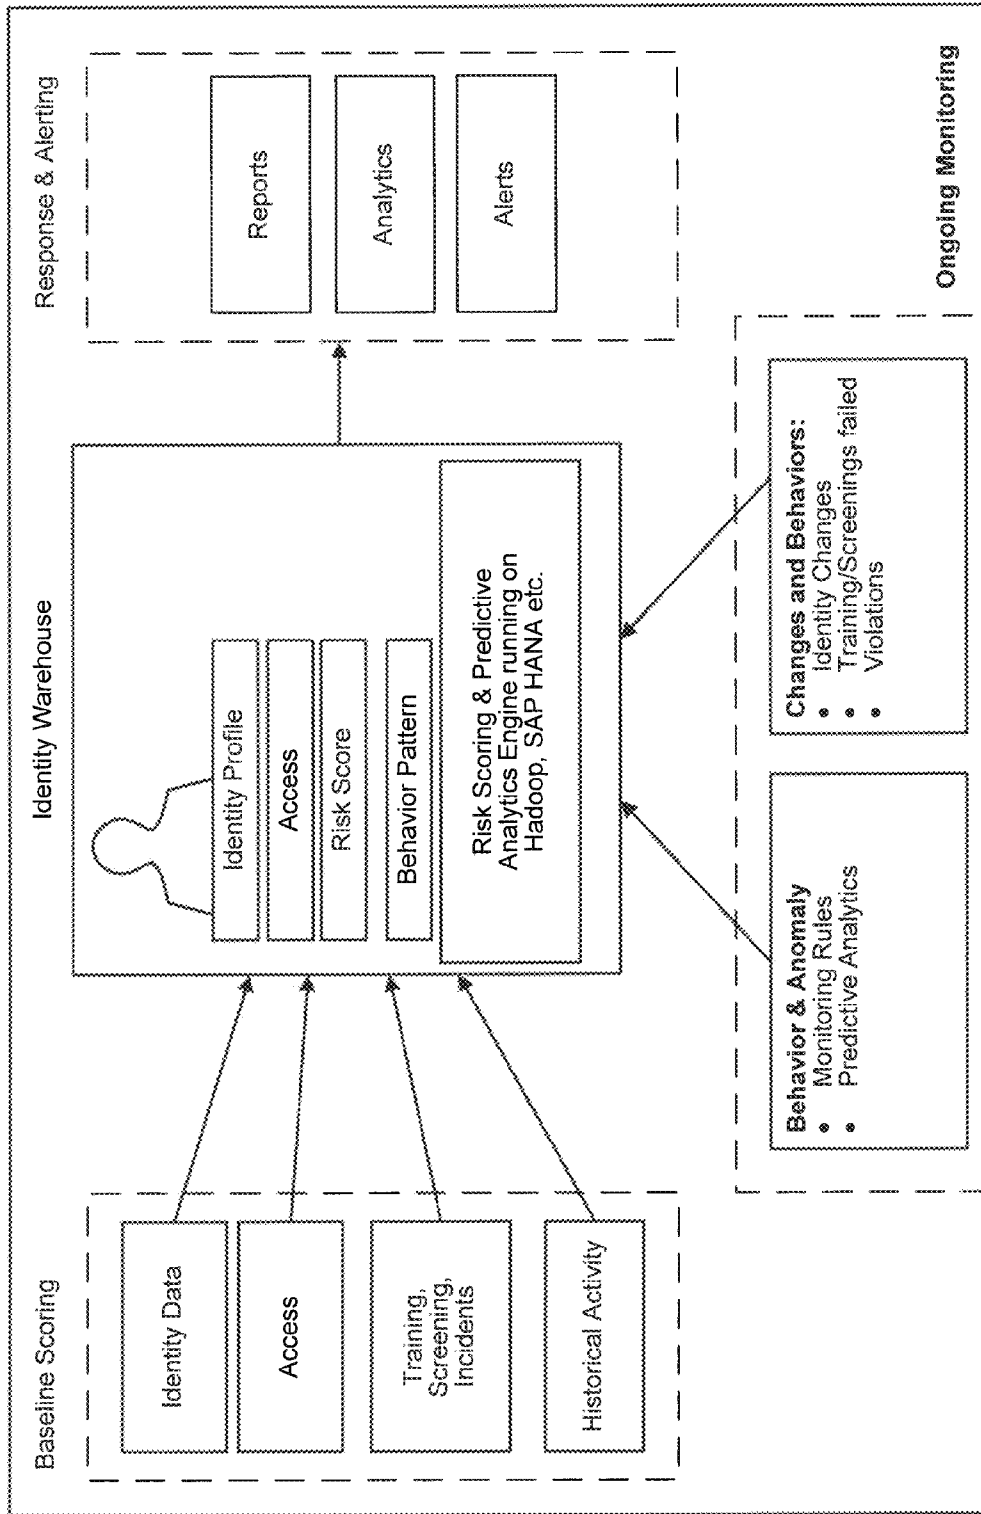 Baseline Scoring
Identity Data
Access
Training,
Screening,
Incidents
Historical Activity
Identity Warehouse
Identity Profile
Access
Risk Score
Behavior Pattern
Risk Scoring & Predictive
Analytics Engine running on
Hadoop, SAP HANA etc.
Response & Alerting
Reports
Analytics
Alerts
Behavior & Anomaly
• Monitoring Rules
• Predictive Analytics
Changes and Behaviors:
• Identity Changes
• Training/Screenings failed
• Violations
Ongoing Monitoring